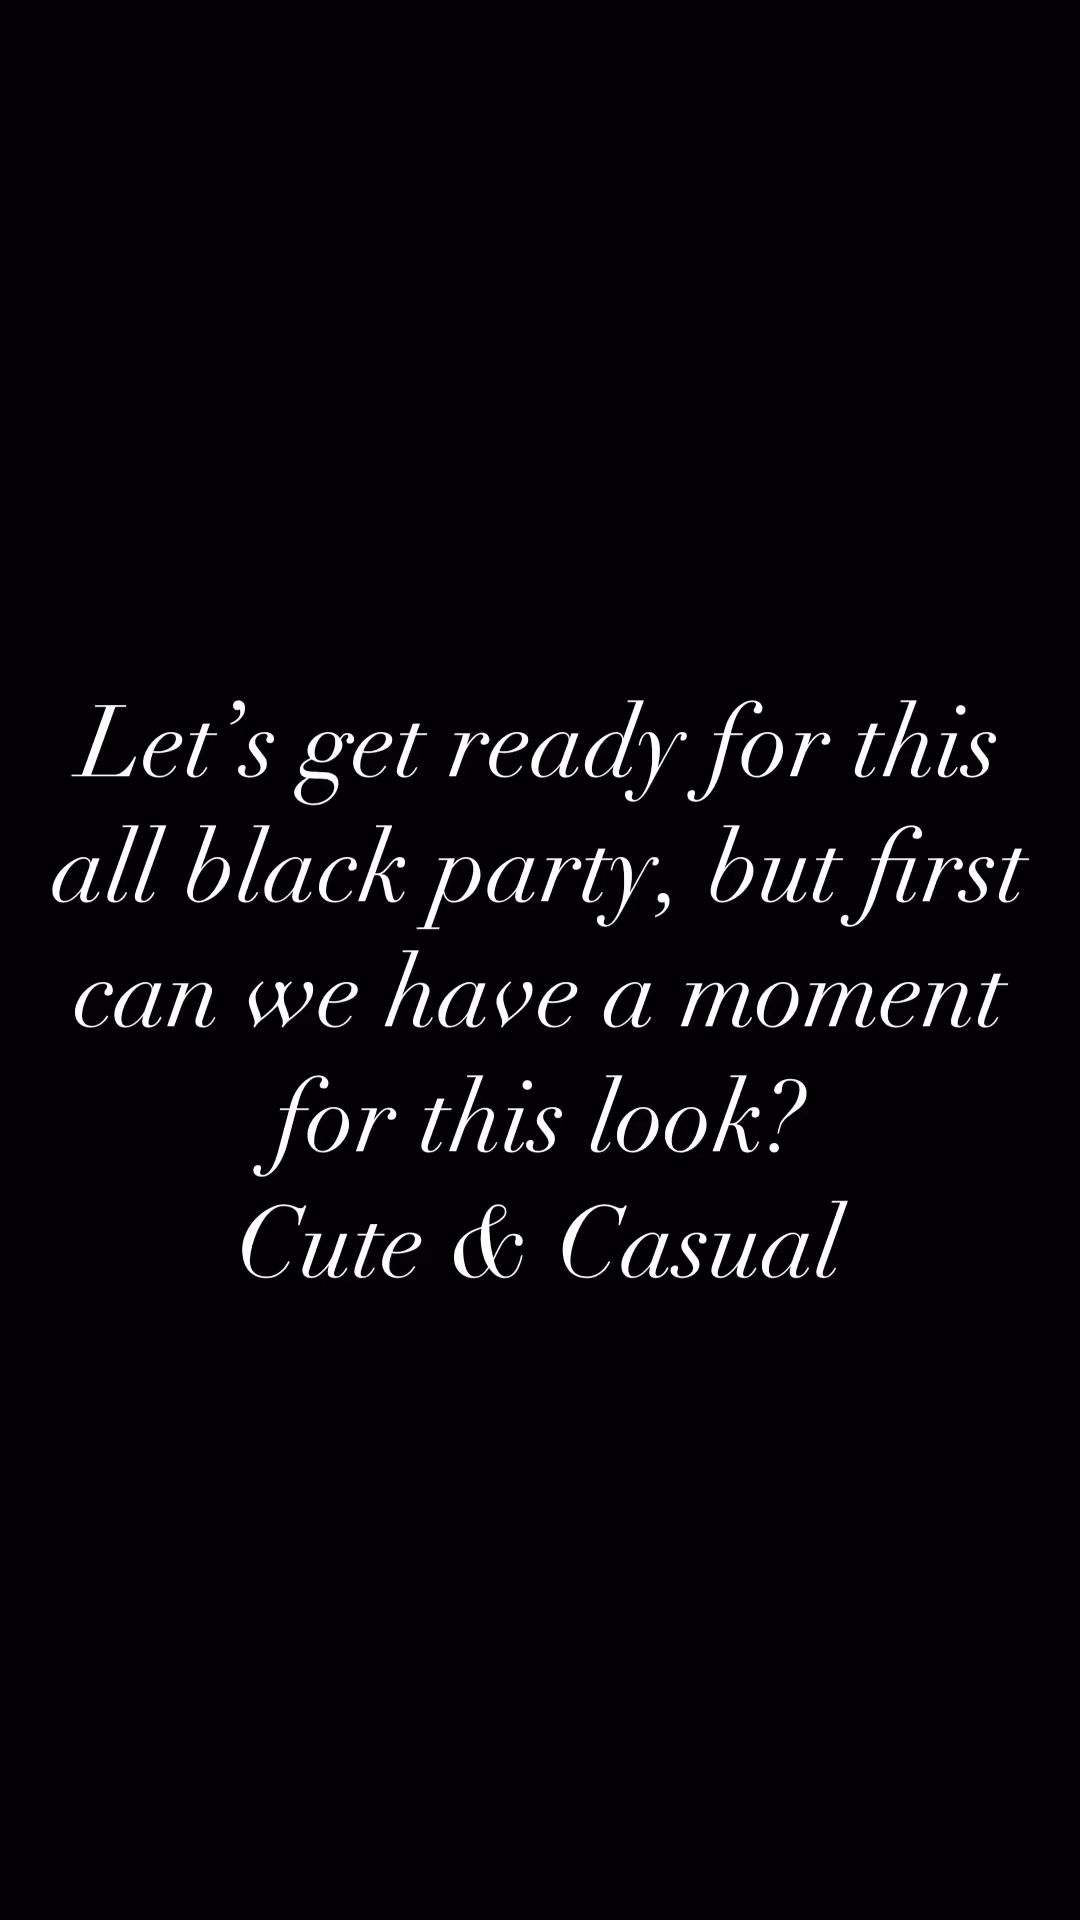 Let’s get ready for this
all black party, but first
can we have a moment
for this look?
Cute & Casual